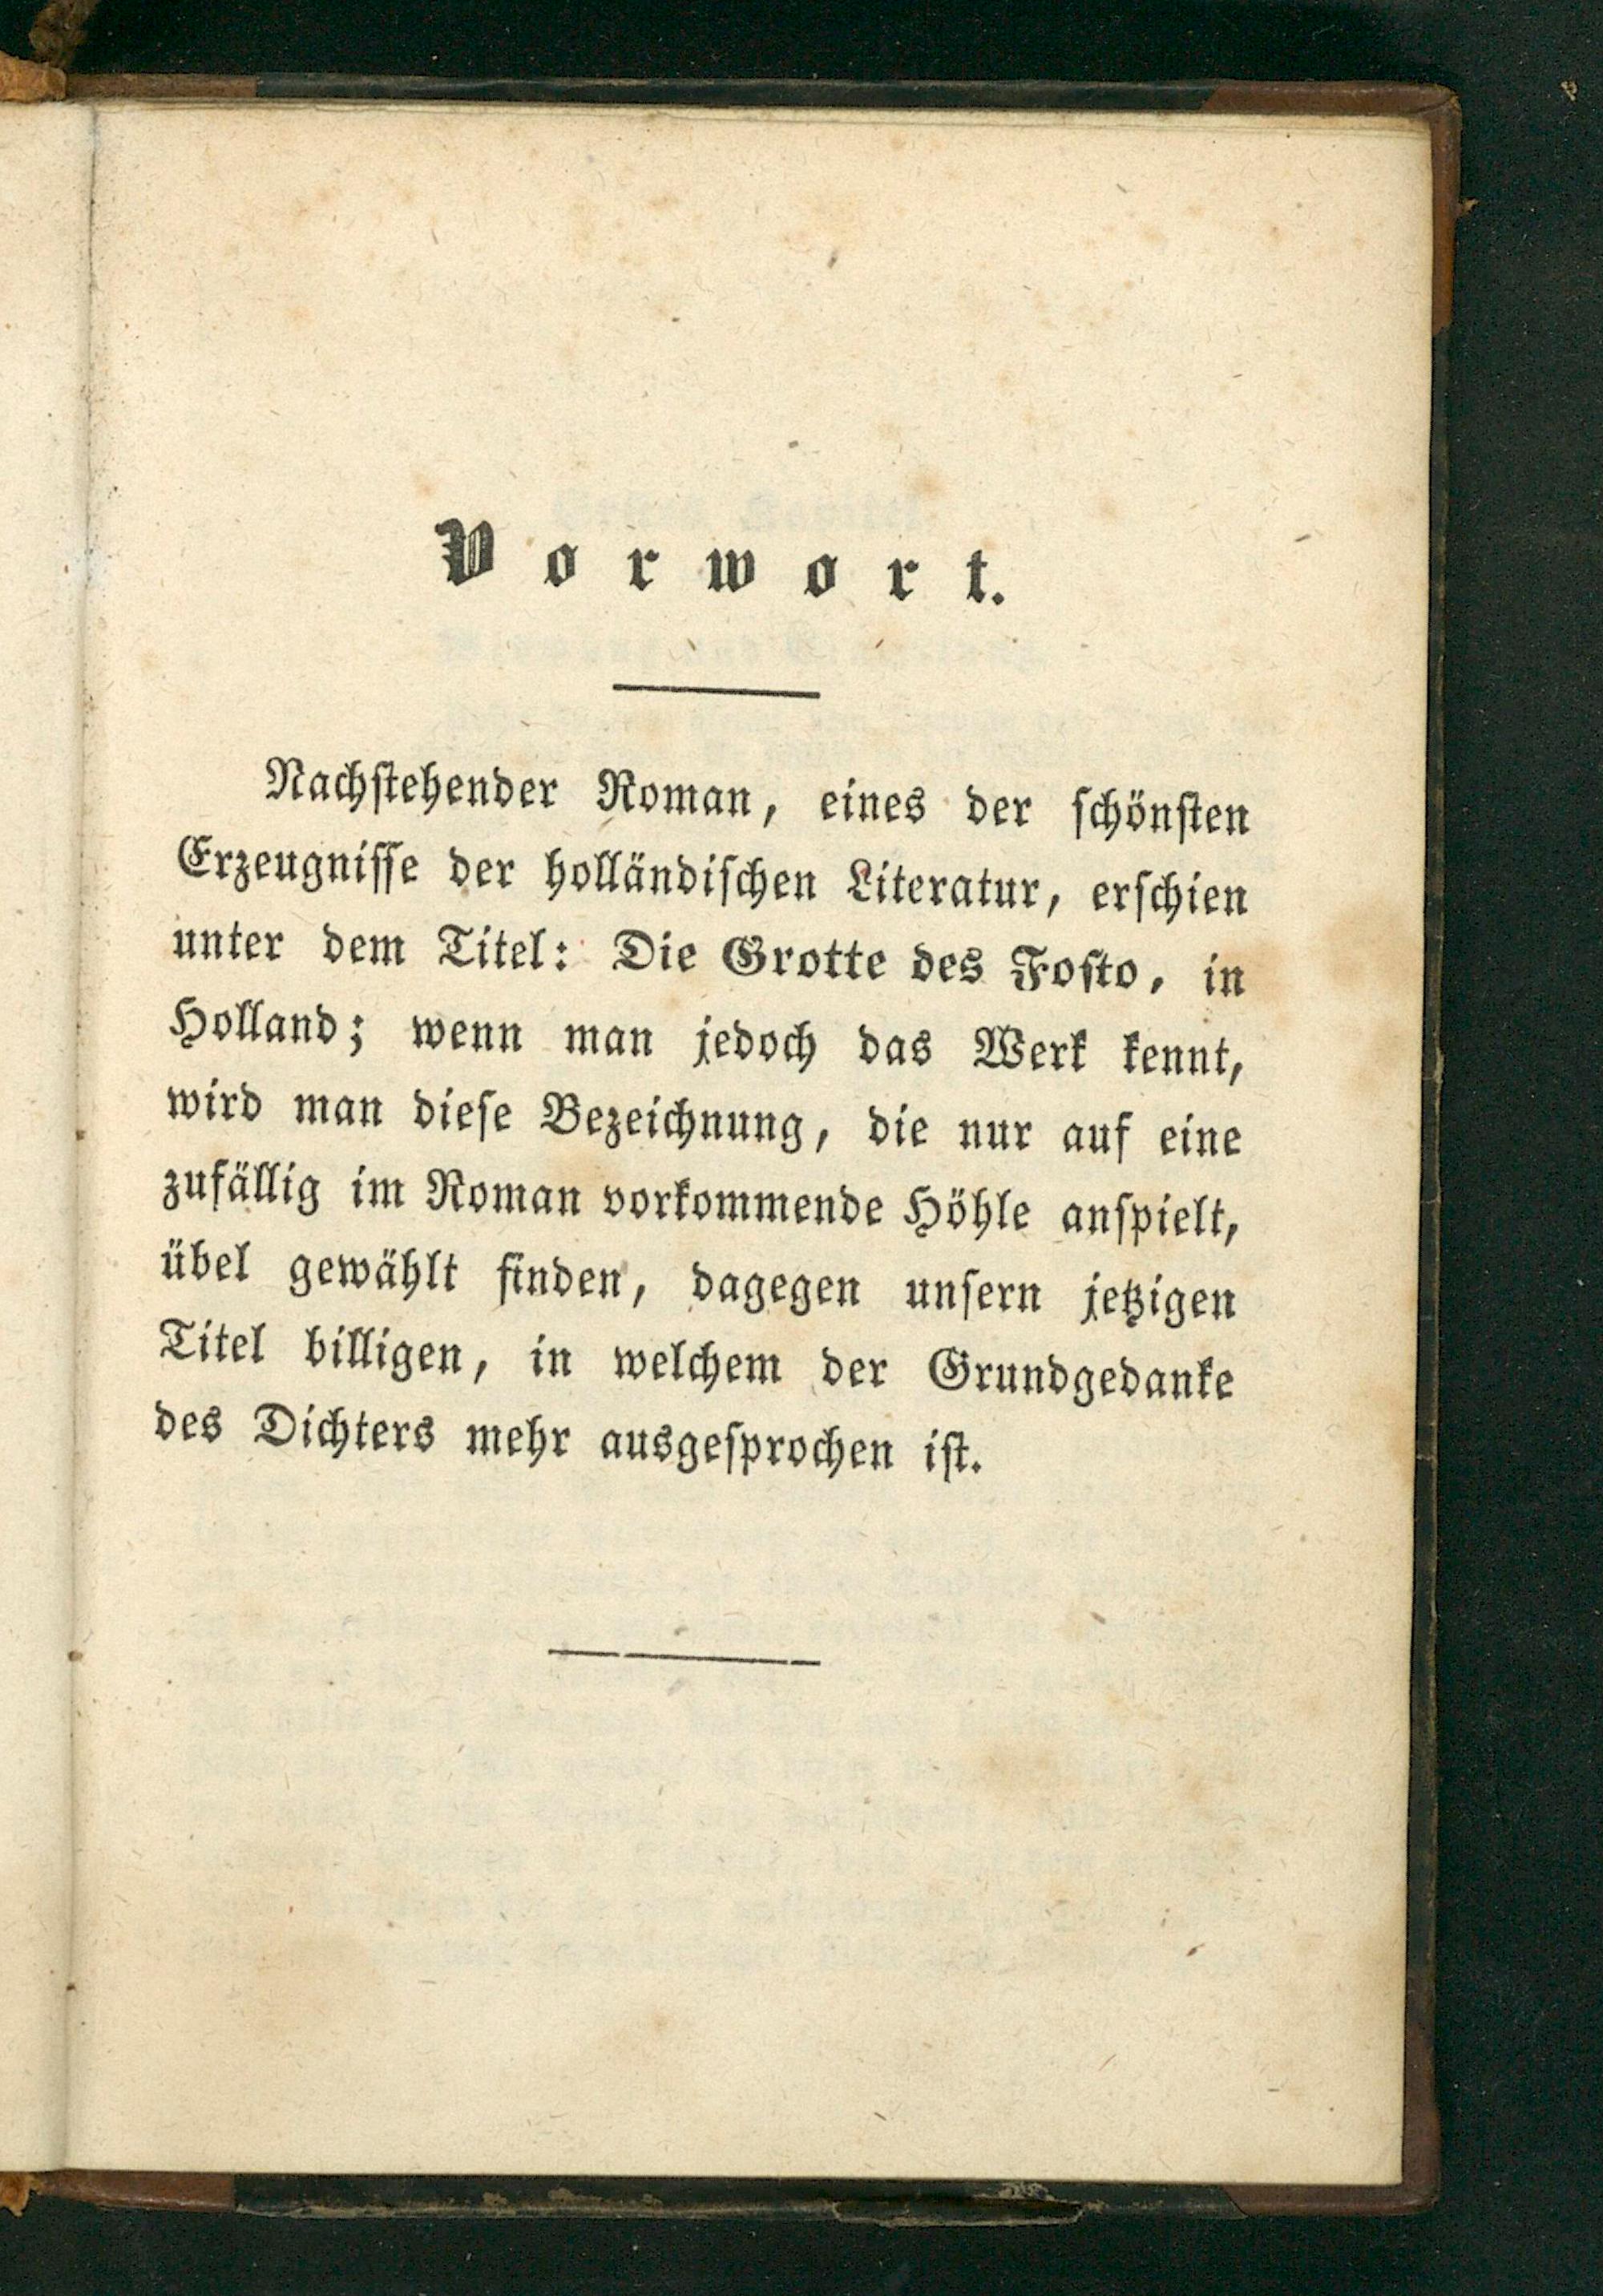 Vorwort.
Nachſtehender Roman, eines der ſchönſten
Erzeugniſſe der holländiſchen Literatur, erſchien
unter dem Titel: Die Grotte des Foſto, in
Holland; wenn man jedoch das Werk kennt,
wird man dieſe Bezeichnung, die nur auf eine
zufällig im Roman vorkommende Höhle anſpielt,
übel gewählt finden, dagegen unſern jetzigen
Titel billigen, in welchem der Grundgedanke
des Dichters mehr ausgeſprochen iſt.